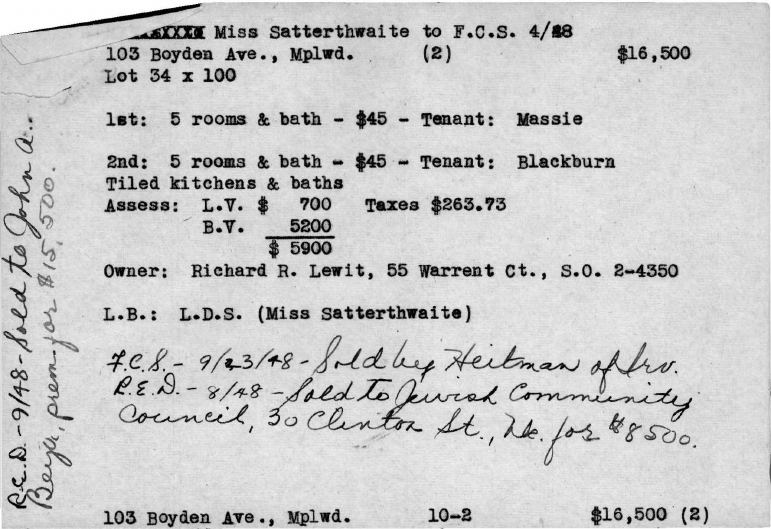 Miss Satterthwaite to F.C.S. 4/48
103 Boyden Ave., Mplwd. (2) $16,500
Lot 34 x 100
1st: 5 rooms & bath - $45 - Tenant: Massie
2nd: 5 rooms & bath - $45 - Tenant: Blackburn
Tiled kitchens & baths
Assess: L.V. $ 700 Taxes $263.73
B.V. 5200
$ 5900
Owner: Richard R. Lewit, 55 Warrent Ct., S.O. 2-4350
L.B.: L.D.S. (Miss Satterthwaite)
F.C.S. - 9/23/48 - Sold by Heitman of Irv.
R.E.D. - 8/48 - Sold to Jewish Community
Council, 30 Clinton St., Nk. for $8500.
103 Boyden Ave., Mplwd. 10-2 $16,500 (2)
R.E.D. - 9/48 - Sold to John A..
prem. for $15,500.